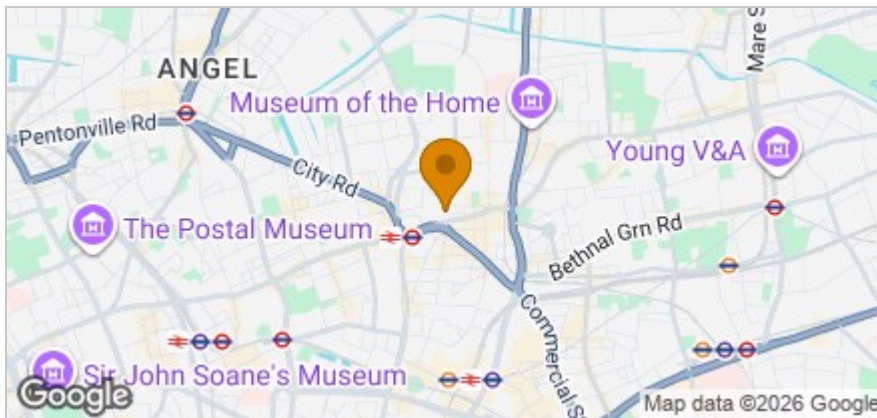 ANGEL
Museum of the Home
Mare S
Pentonville Rd
Young V&A
City Rd
The Postal Museum
Bethnal Grn Rd
Commercial S
Sir John Soane's Museum
Google
Map data ©2026 Google